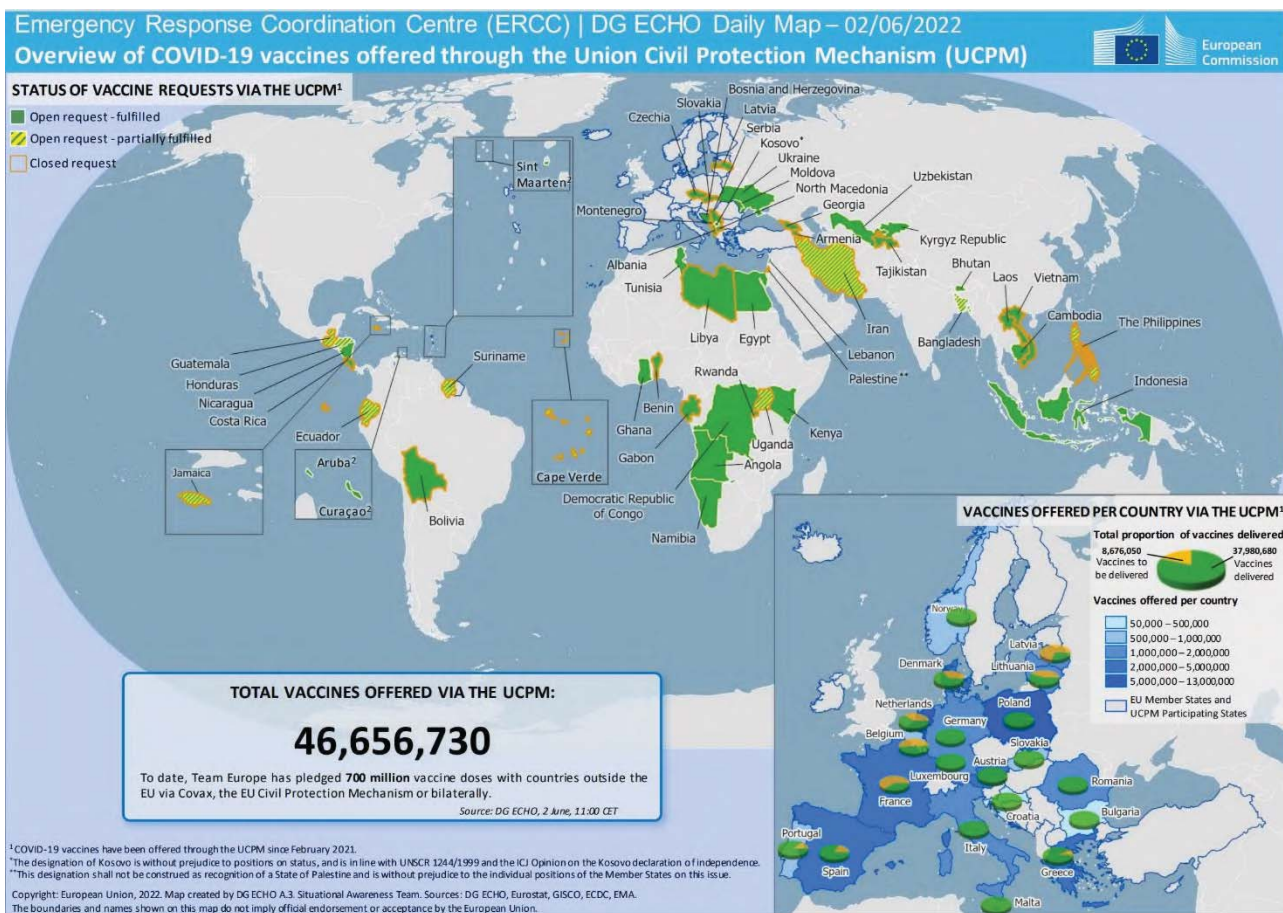 Emergency Response Coordination Centre (ERCC) | DG ECHO Daily Map – 02/06/2022
Overview of COVID-19 vaccines offered through the Union Civil Protection Mechanism (UCPM)
European
Commission
STATUS OF VACCINE REQUESTS VIA THE UCPM¹
Open request - fulfilled
Open request - partially fulfilled
Closed request
Sint
Maarten²
Bosnia and Herzegovina
Slovakia
Latvia
Czechia
Serbia
Kosovo*
Ukraine
Moldova
North Macedonia
Uzbekistan
Georgia
Montenegro
Armenia
Kyrgyz Republic
Albania
Tajikistan
Tunisia
Bhutan
Laos
Vietnam
Cambodia
The Philippines
Libya
Egypt
Iran
Bangladesh
Lebanon
Palestine**
Guatemala
Honduras
Nicaragua
Costa Rica
Suriname
Rwanda
Indonesia
Ecuador
Benin
Ghana
Gabon
Uganda
Kenya
Angola
Jamaica
Aruba²
Curaçao²
Cape Verde
Bolivia
Democratic Republic
of Congo
Namibia
VACCINES OFFERED PER COUNTRY VIA THE UCPM¹
Total proportion of vaccines delivered
8,676,050
Vaccines to
be delivered
37,980,680
Vaccines
delivered
Vaccines offered per country
50,000 – 500,000
500,000 – 1,000,000
1,000,000 – 2,000,000
2,000,000 – 5,000,000
5,000,000 – 13,000,000
EU Member States and
UCPM Participating States
Norway
Latvia
Denmark
Lithuania
Netherlands
Poland
Germany
Belgium
Slovakia
Luxembourg
Austria
Romania
France
Croatia
Bulgaria
Portugal
Italy
Spain
Greece
Malta
TOTAL VACCINES OFFERED VIA THE UCPM:
46,656,730
To date, Team Europe has pledged 700 million vaccine doses with countries outside the
EU via Covax, the EU Civil Protection Mechanism or bilaterally.
Source: DG ECHO, 2 June, 11:00 CET
¹COVID-19 vaccines have been offered through the UCPM since February 2021.
*The designation of Kosovo is without prejudice to positions on status, and is in line with UNSCR 1244/1999 and the ICJ Opinion on the Kosovo declaration of independence.
**This designation shall not be construed as recognition of a State of Palestine and is without prejudice to the individual positions of the Member States on this issue.
Copyright: European Union, 2022. Map created by DG ECHO A.3. Situational Awareness Team. Sources: DG ECHO, Eurostat, GISCO, ECDC, EMA.
The boundaries and names shown on this map do not imply official endorsement or acceptance by the European Union.